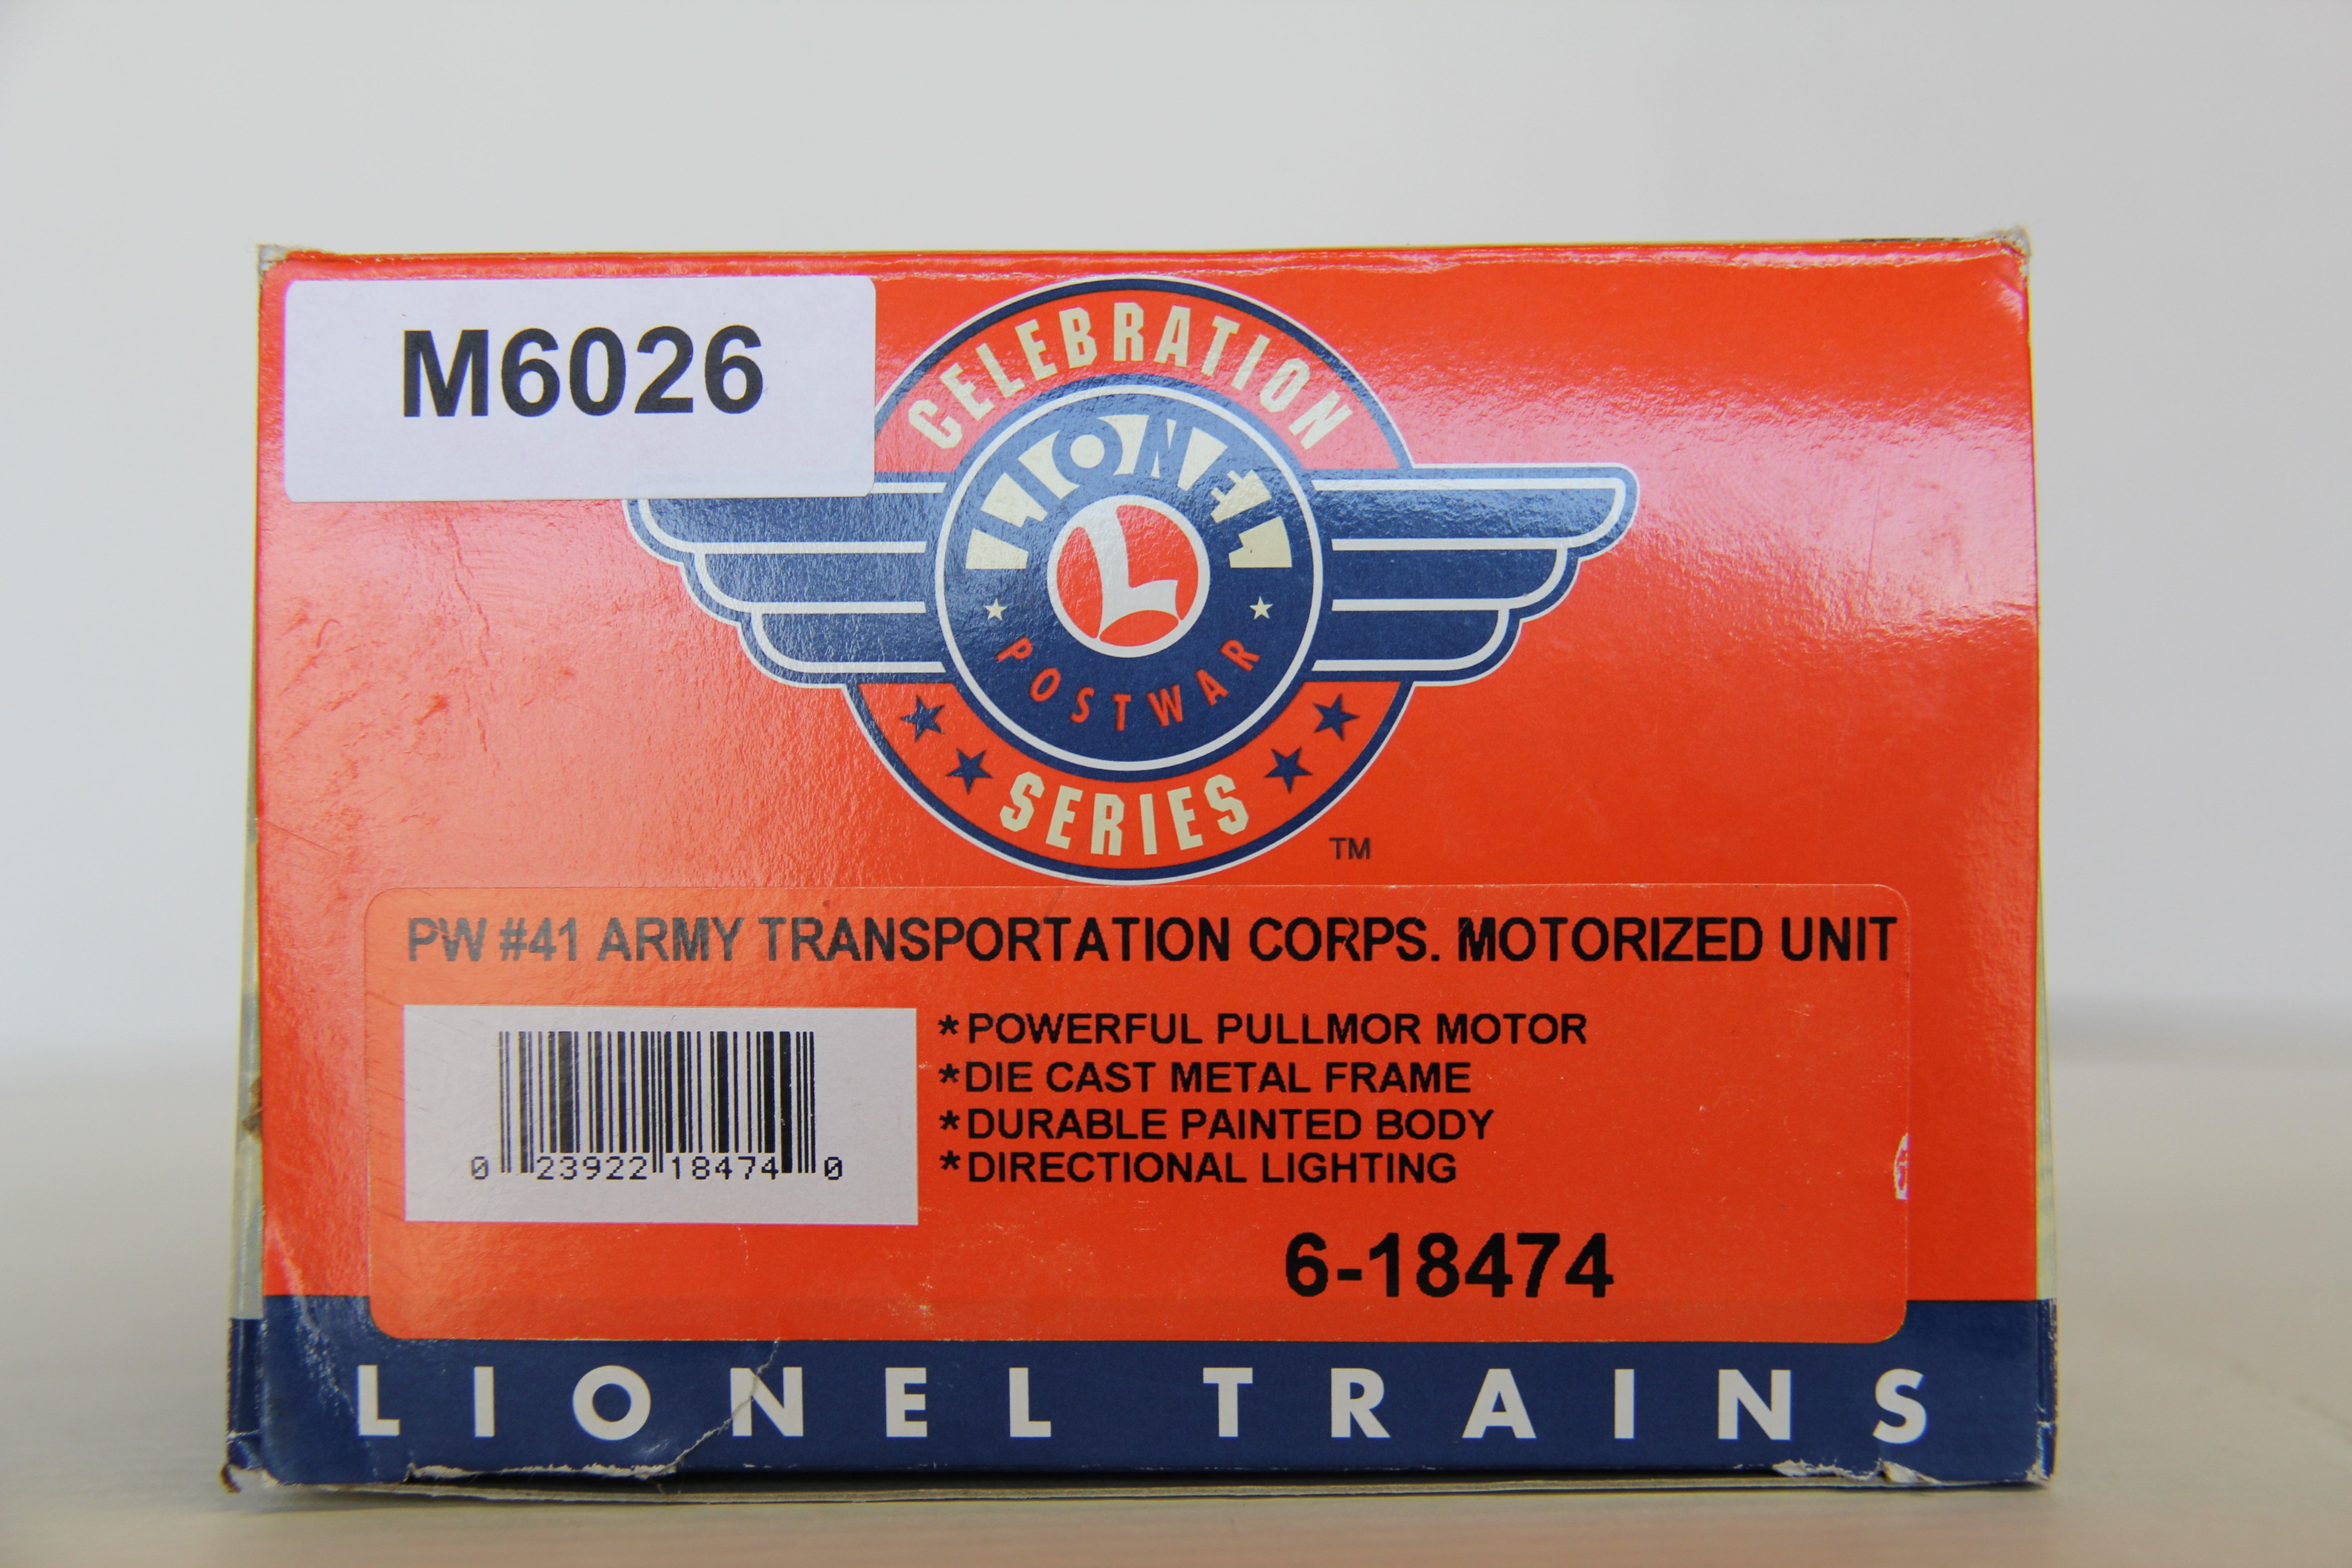 M6026
CELEBRATION
LIONEL
L
POSTWAR
SERIES
TM
PW #41 ARMY TRANSPORTATION CORPS. MOTORIZED UNIT
*POWERFUL PULLMOR MOTOR
*DIE CAST METAL FRAME
*DURABLE PAINTED BODY
*DIRECTIONAL LIGHTING
0 23922 18474 0
6-18474
LIONEL TRAINS